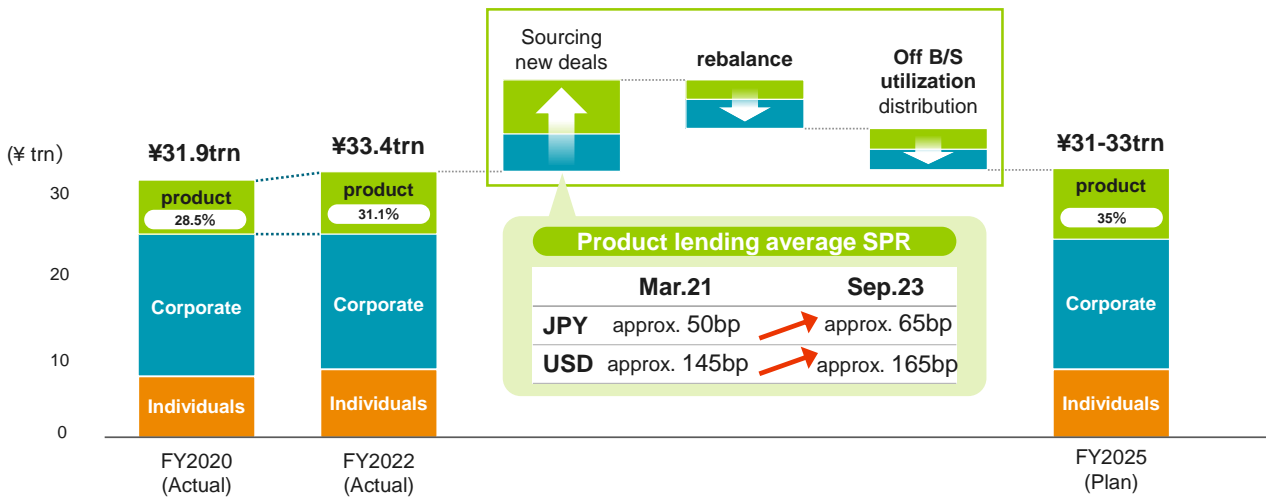 Sourcing
new deals
rebalance
Off B/S
utilization
distribution
(¥ trn)
¥31.9trn
¥33.4trn
¥31-33trn
30
20
10
0
product
28.5%
Corporate
Individuals
product
31.1%
Corporate
Individuals
Product lending average SPR
Mar.21 Sep.23
JPY approx. 50bp approx. 65bp
USD approx. 145bp approx. 165bp
product
35%
Corporate
Individuals
FY2020
(Actual)
FY2022
(Actual)
FY2025
(Plan)